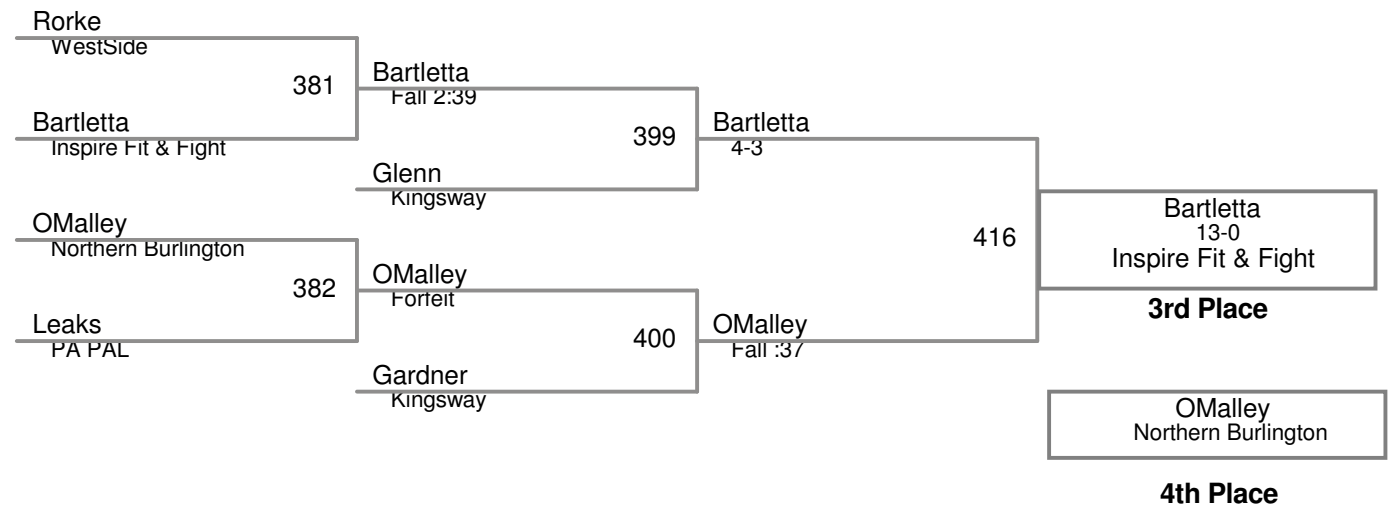 Rorke
WestSide
381
Bartletta
Fall 2:39
Bartletta
Inspire Fit & Fight
399
Bartletta
4-3
Glenn
Kingsway
OMalley
Northern Burlington
416
Bartletta
13-0
Inspire Fit & Fight
3rd Place
382
OMalley
Forfeit
Leaks
PA PAL
400
OMalley
Fall :37
Gardner
Kingsway
OMalley
Northern Burlington
4th Place